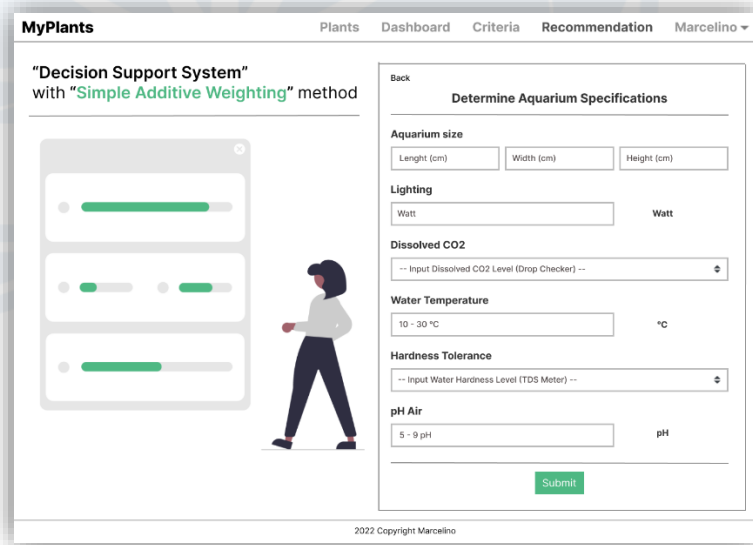 MyPlants Plants Dashboard Criteria Recommendation Marcelino
“Decision Support System”
with “Simple Additive Weighting” method
Back
Determine Aquarium Specifications
Aquarium size
Lenght (cm) Width (cm) Height (cm)
Lighting
Watt Watt
Dissolved CO2
-- Input Dissolved CO2 Level (Drop Checker) --
Water Temperature
10 - 30 °C °C
Hardness Tolerance
-- Input Water Hardness Level (TDS Meter) --
pH Air
5 - 9 pH pH
Submit
2022 Copyright Marcelino